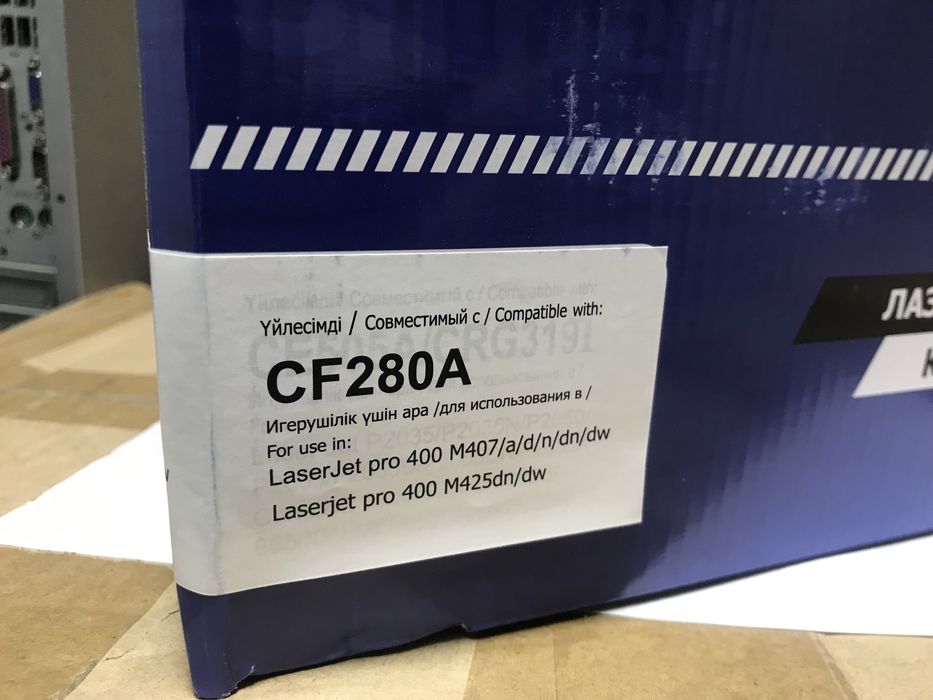 Үйлесімді / Совместимый с / Compatible with:
CF280A
Игерушілік үшін ара /для использования в /
For use in:
LaserJet pro 400 M407/a/d/n/dn/dw
Laserjet pro 400 M425dn/dw
ЛАЗ
К